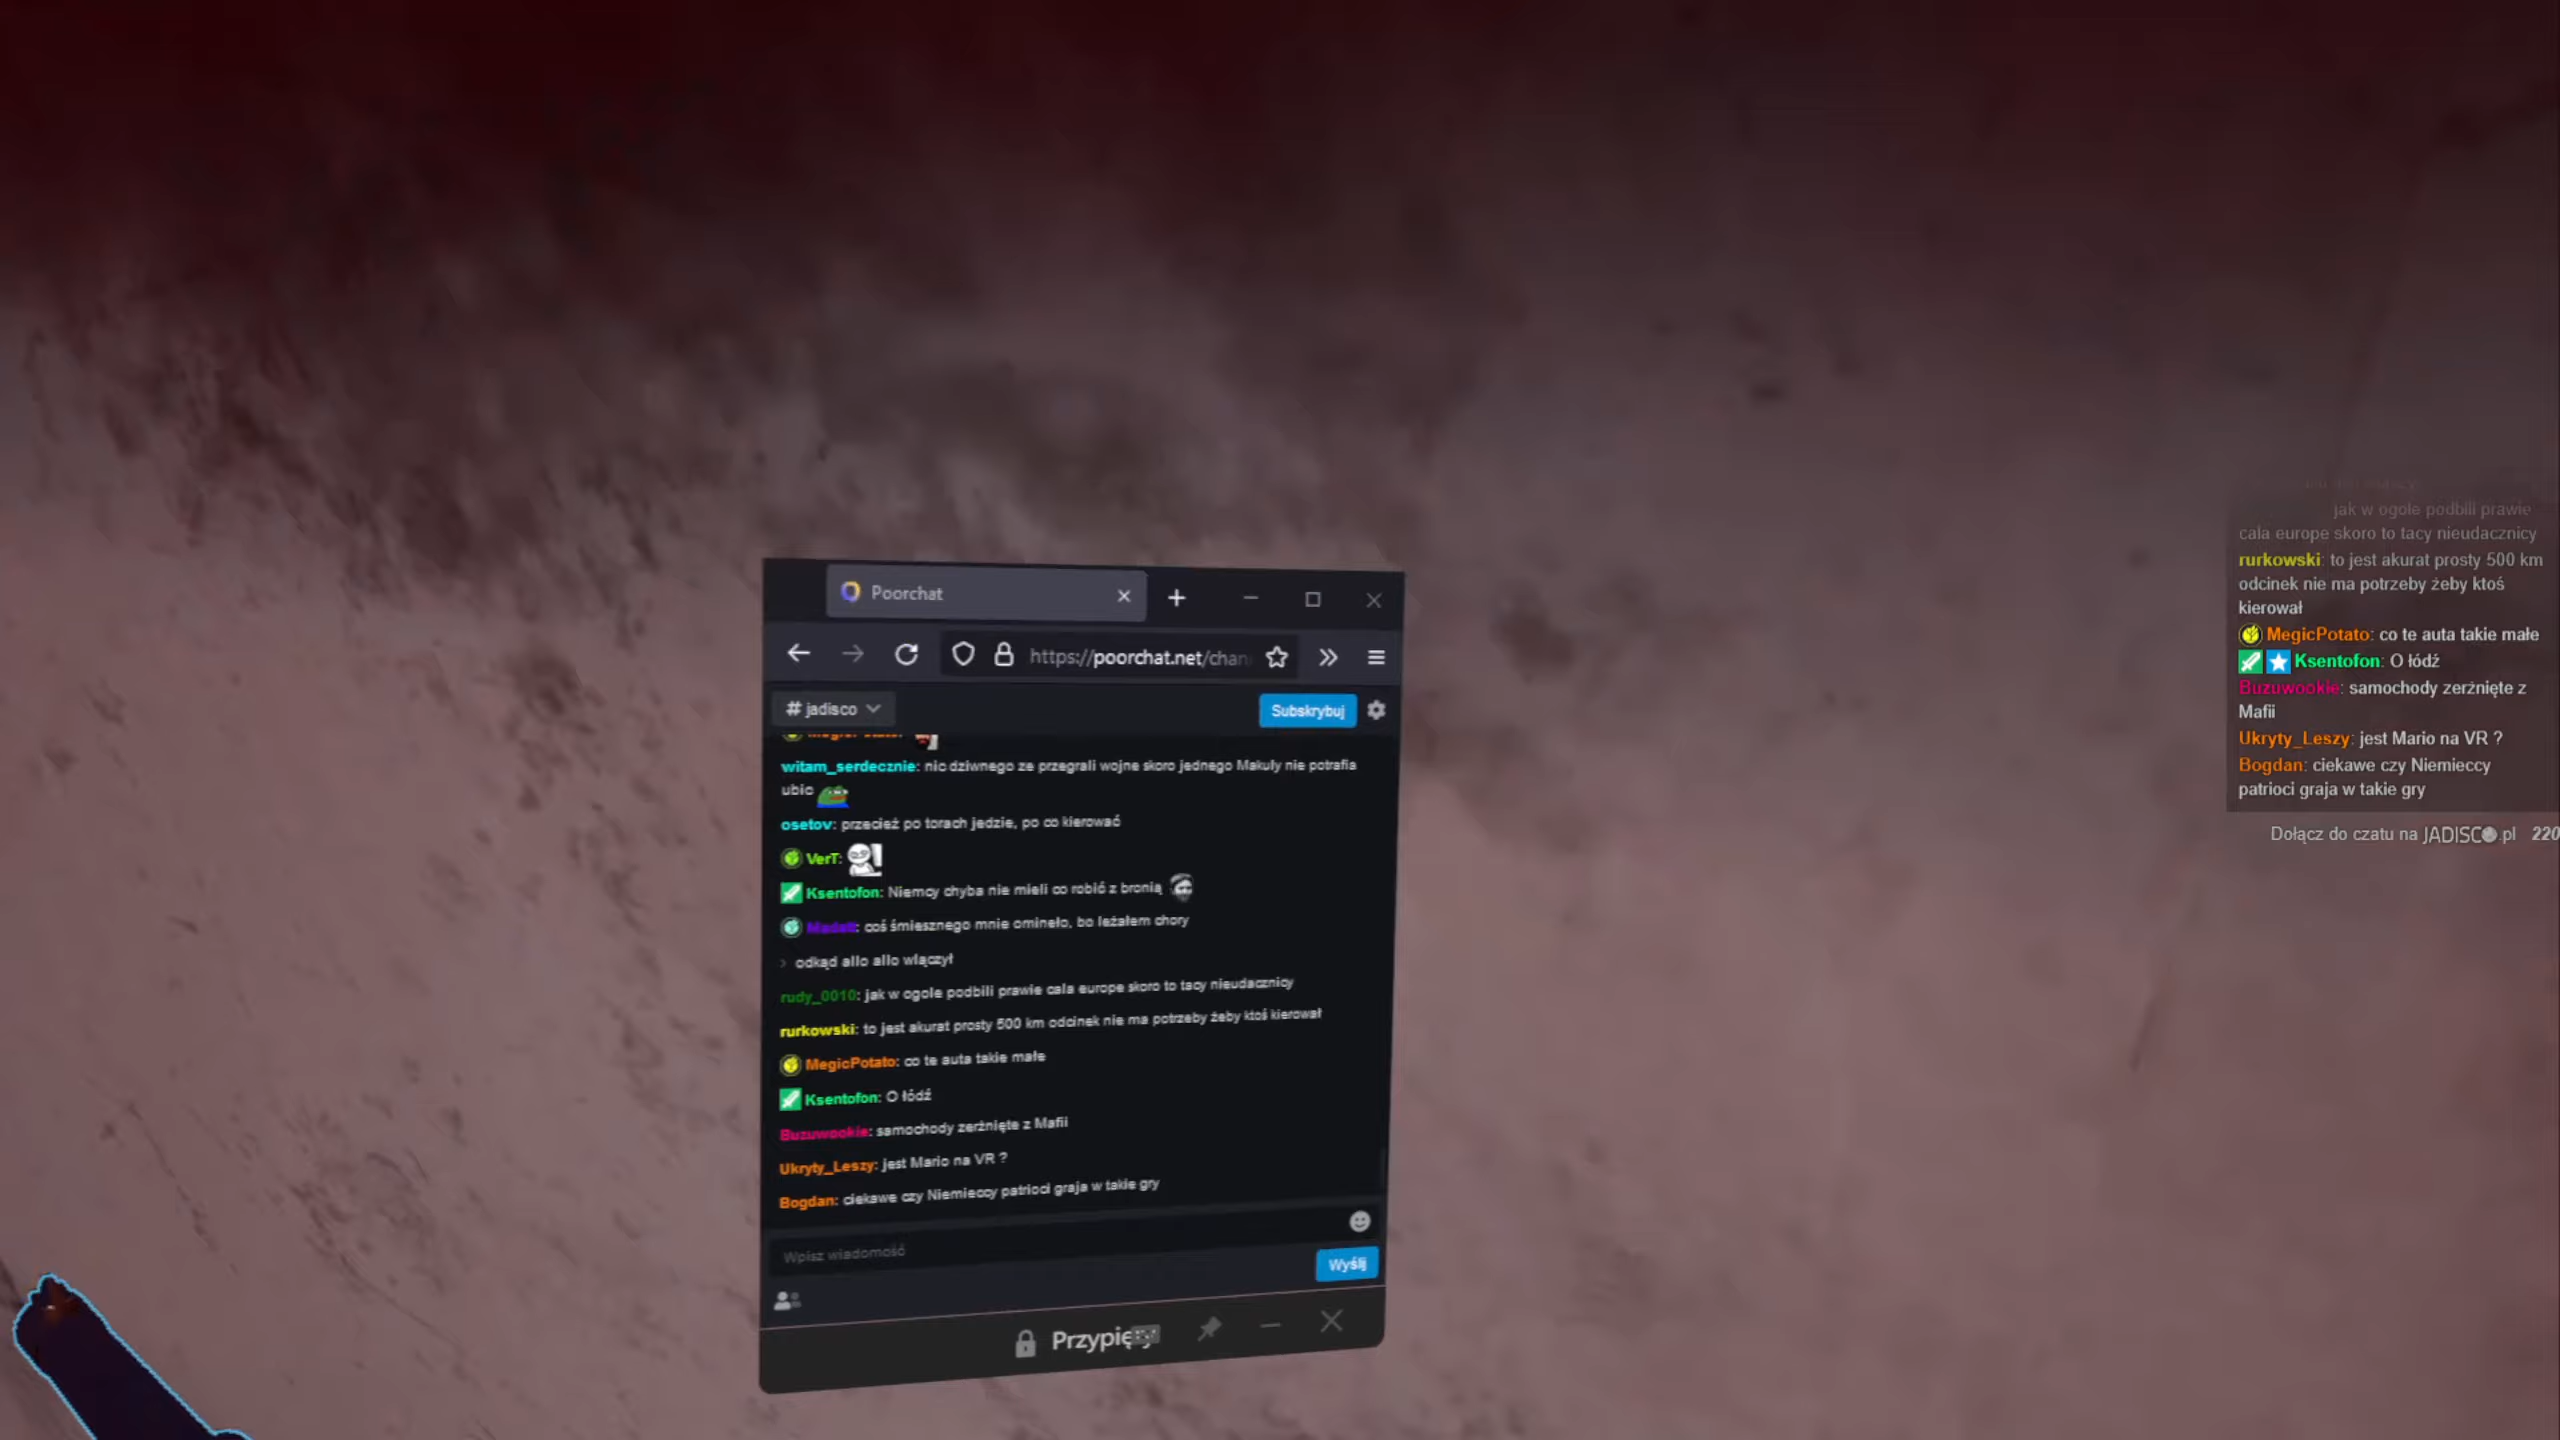 Poorchat
https://poorchat.net/chan
# jadisco
Subskrybuj
witam_serdecznie: nic dziwnego ze przegrali wojne skoro jednego Makuly nie potrafia
ubic
osetov: przecież po torach jedzie, po co kierować
VerT:
Ksentofon: Niemcy chyba nie mieli co robić z bronią
coś śmiesznego mnie ominęło, bo leżałem chory
> odkąd allo allo włączył
rudy_0010: jak w ogole podbili prawie cala europe skoro to tacy nieudacznicy
rurkowski: to jest akurat prosty 500 km odcinek nie ma potrzeby żeby ktoś kierował
MegicPotato: co te auta takie małe
Ksentofon: O łódź
Buzuwookie: samochody zerżnięte z Mafii
Ukryty_Leszy: jest Mario na VR ?
Bogdan: ciekawe czy Niemieccy patrioci graja w takie gry
Wpisz wiadomość
Wyślij
jak w ogole podbili prawie
cala europe skoro to tacy nieudacznicy
rurkowski: to jest akurat prosty 500 km
odcinek nie ma potrzeby żeby ktoś
kierował
MegicPotato: co te auta takie małe
Ksentofon: O łódź
Buzuwookie: samochody zerżnięte z
Mafii
Ukryty_Leszy: jest Mario na VR ?
Bogdan: ciekawe czy Niemieccy
patrioci graja w takie gry
Dołącz do czatu na JADISCO.pl 220